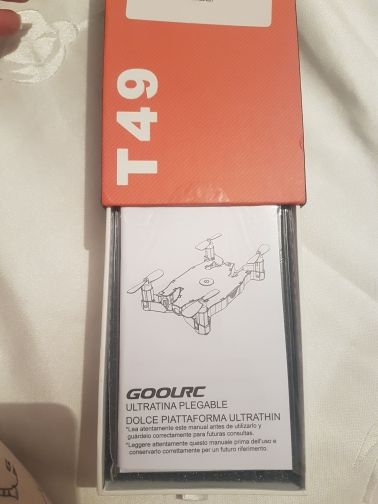 T49
GOOLRC
ULTRATINA PLEGABLE
DOLCE PIATTAFORMA ULTRATHIN
*Lea atentamente este manual antes de utilizarlo y
guárdelo correctamente para futuras consultas.
*Leggere attentamente questo manuale prima dell'uso e
conservarlo correttamente per un futuro riferimento.